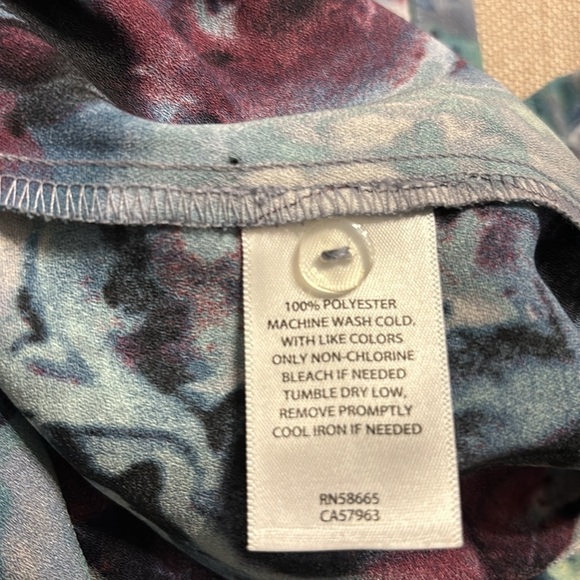 100% POLYESTER
MACHINE WASH COLD,
WITH LIKE COLORS
ONLY NON-CHLORINE
BLEACH IF NEEDED
TUMBLE DRY LOW,
REMOVE PROMPTLY
COOL IRON IF NEEDED
RN58665
CA57963